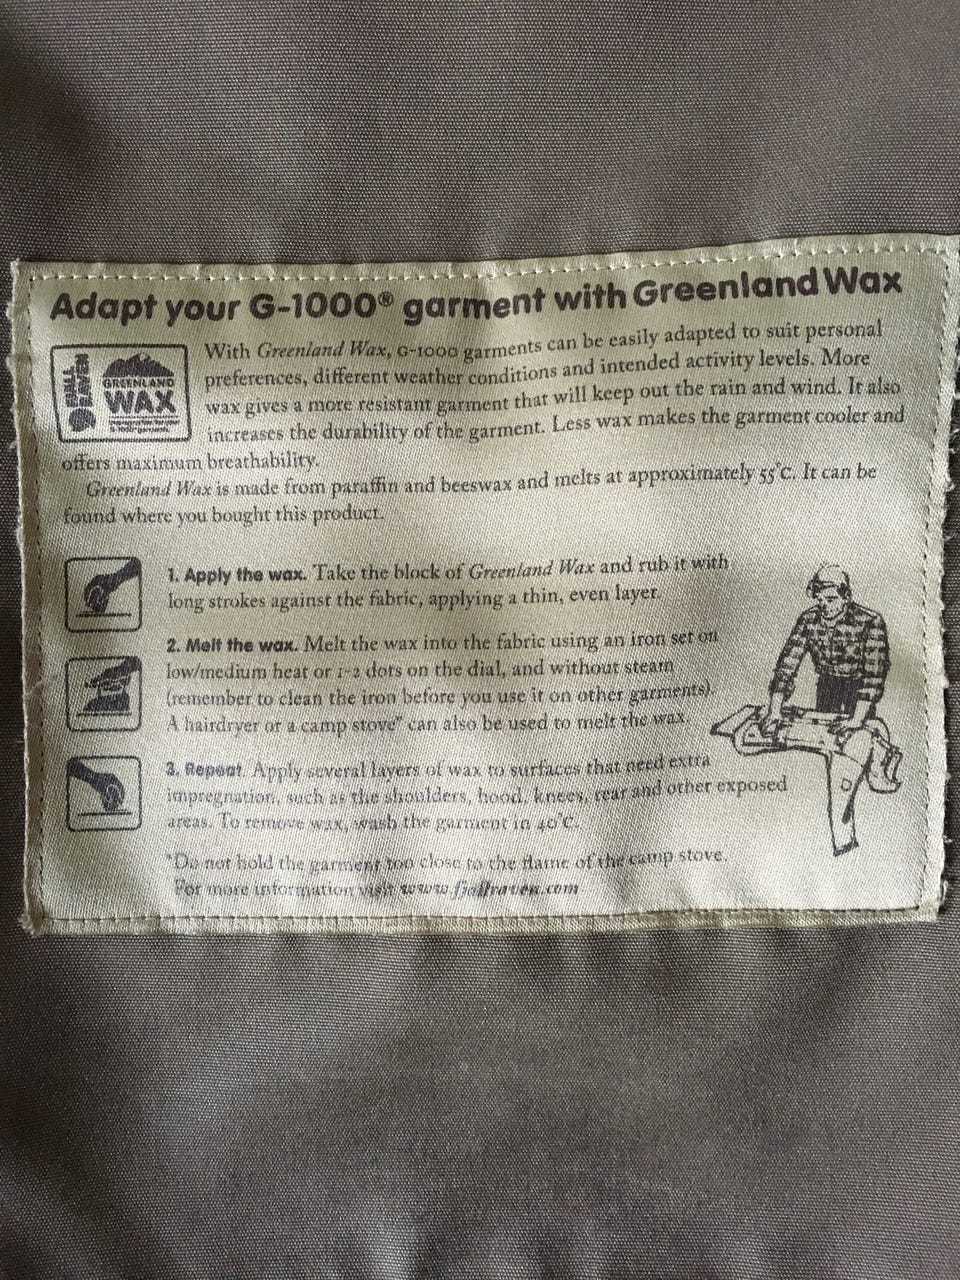 Adapt your G-1000® garment with Greenland Wax
FJÄLL
RÄVEN
GREENLAND
WAX
With Greenland Wax, G-1000 garments can be easily adapted to suit personal
preferences, different weather conditions and intended activity levels. More
wax gives a more resistant garment that will keep out the rain and wind. It also
increases the durability of the garment. Less wax makes the garment cooler and
offers maximum breathability.
Greenland Wax is made from paraffin and beeswax and melts at approximately 55°C. It can be
found where you bought this product.
1. Apply the wax. Take the block of Greenland Wax and rub it with
long strokes against the fabric, applying a thin, even layer.
2. Melt the wax. Melt the wax into the fabric using an iron set on
low/medium heat or 1-2 dots on the dial, and without steam
(remember to clean the iron before you use it on other garments).
A hairdryer or a camp stove* can also be used to melt the wax.
3. Repeat. Apply several layers of wax to surfaces that need extra
impregnation, such as the shoulders, hood, knees, rear and other exposed
areas. To remove wax, wash the garment in 40°C.
*Do not hold the garment too close to the flame of the camp stove.
For more information visit www.fjallraven.com